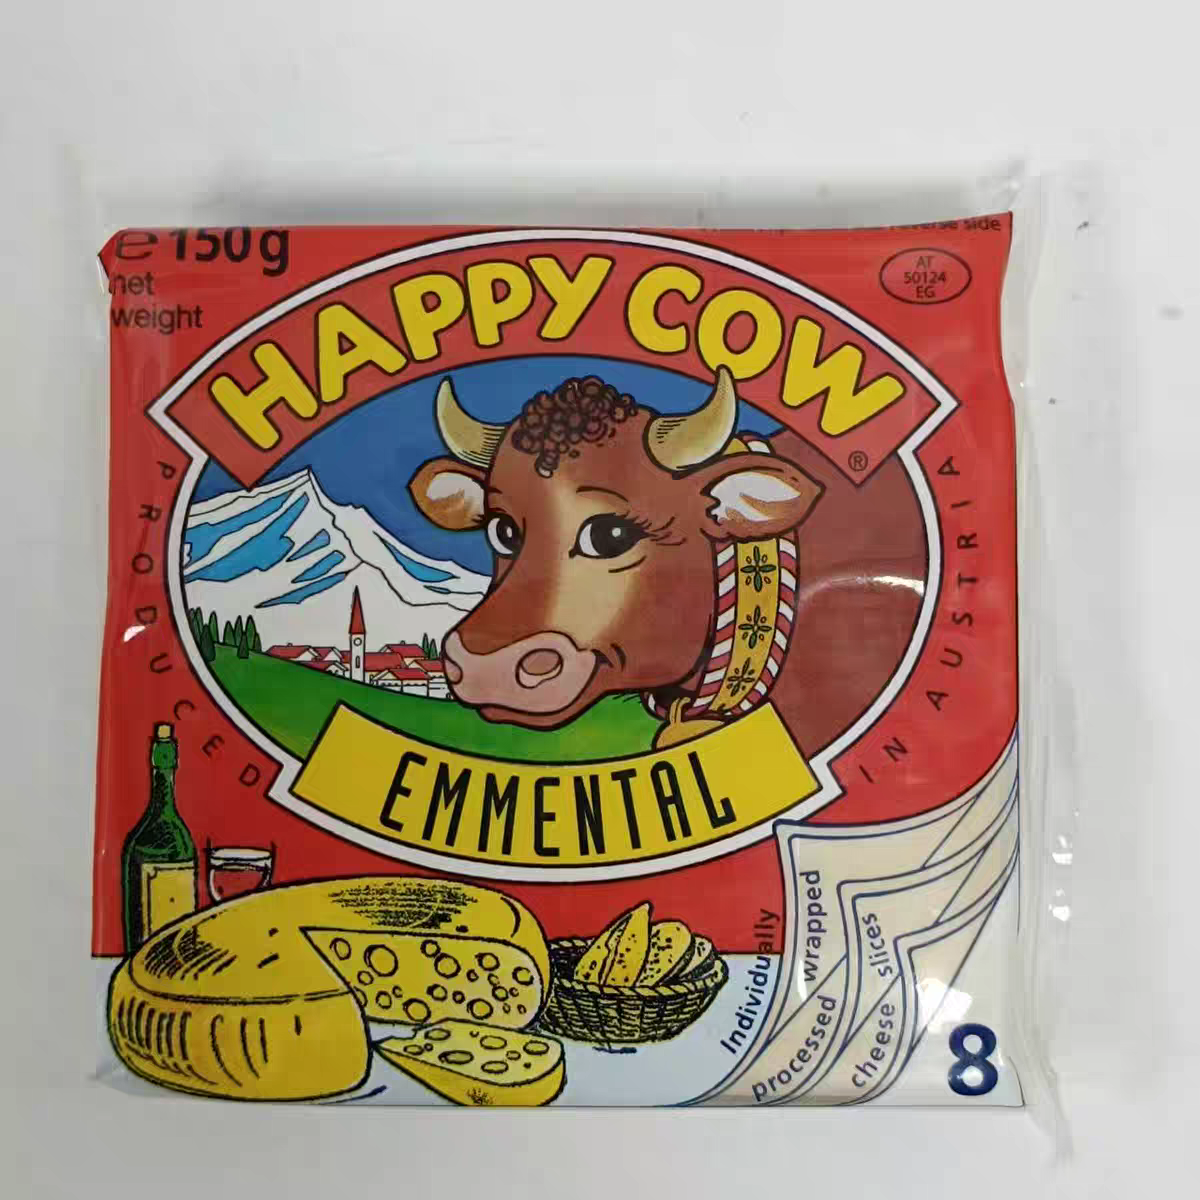 e 150g
net
weight
reverse side
AT
50124
EG
HAPPY COW
®
PRODUCED IN AUSTRIA
EMMENTAL
Individually wrapped
processed cheese slices
8